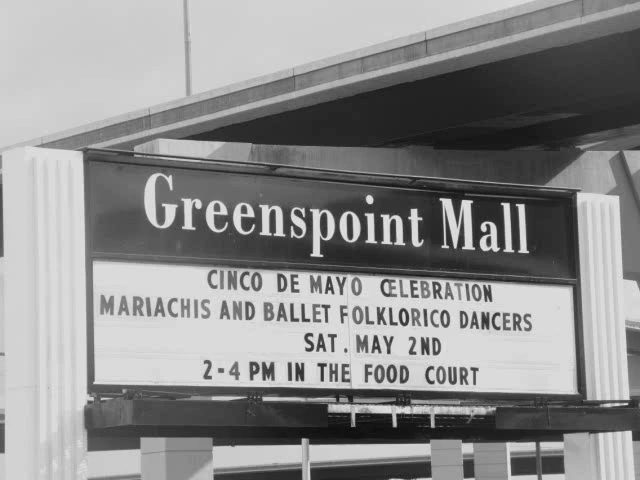 Greenspoint Mall
CINCO DE MAYO CELEBRATION
MARIACHIS AND BALLET FOLKLORICO DANCERS
SAT. MAY 2ND
2-4 PM IN THE FOOD COURT